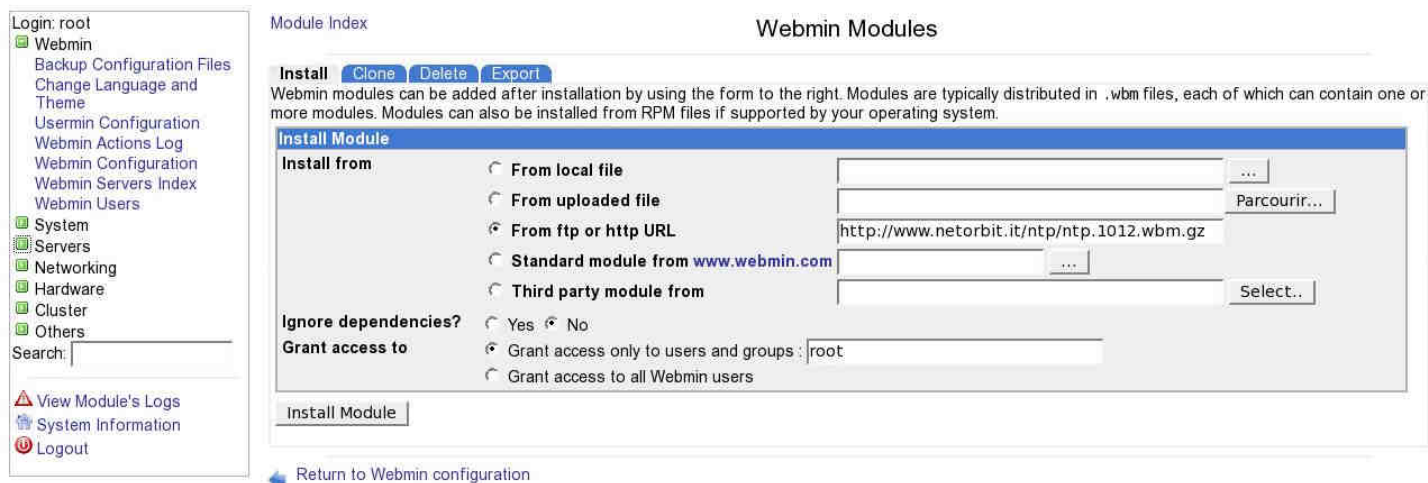 Login: root
Webmin
Backup Configuration Files
Change Language and
Theme
Usermin Configuration
Webmin Actions Log
Webmin Configuration
Webmin Servers Index
Webmin Users
System
Servers
Networking
Hardware
Cluster
Others
Search:
View Module's Logs
System Information
Logout
Module Index
Webmin Modules
Install Clone Delete Export
Webmin modules can be added after installation by using the form to the right. Modules are typically distributed in .wbm files, each of which can contain one or
more modules. Modules can also be installed from RPM files if supported by your operating system.
Install Module
Install from
From local file ...
From uploaded file Parcourir...
From ftp or http URL http://www.netorbit.it/ntp/ntp.1012.wbm.gz
Standard module from www.webmin.com ...
Third party module from Select..
Ignore dependencies? Yes No
Grant access to Grant access only to users and groups : root
Grant access to all Webmin users
Install Module
Return to Webmin configuration